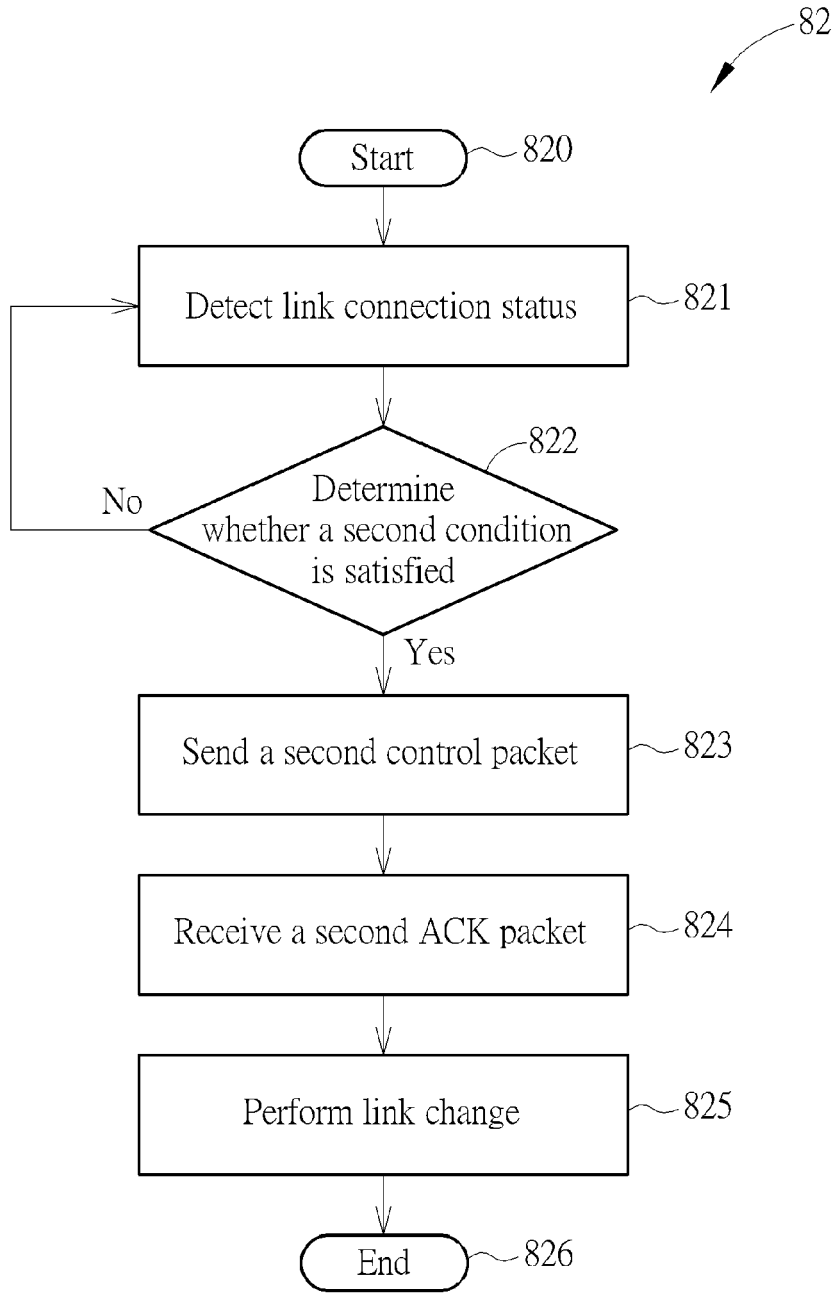 82
Start
820
Detect link connection status
821
822
Determine
whether a second condition
is satisfied
No
Yes
Send a second control packet
823
Receive a second ACK packet
824
Perform link change
825
End
826